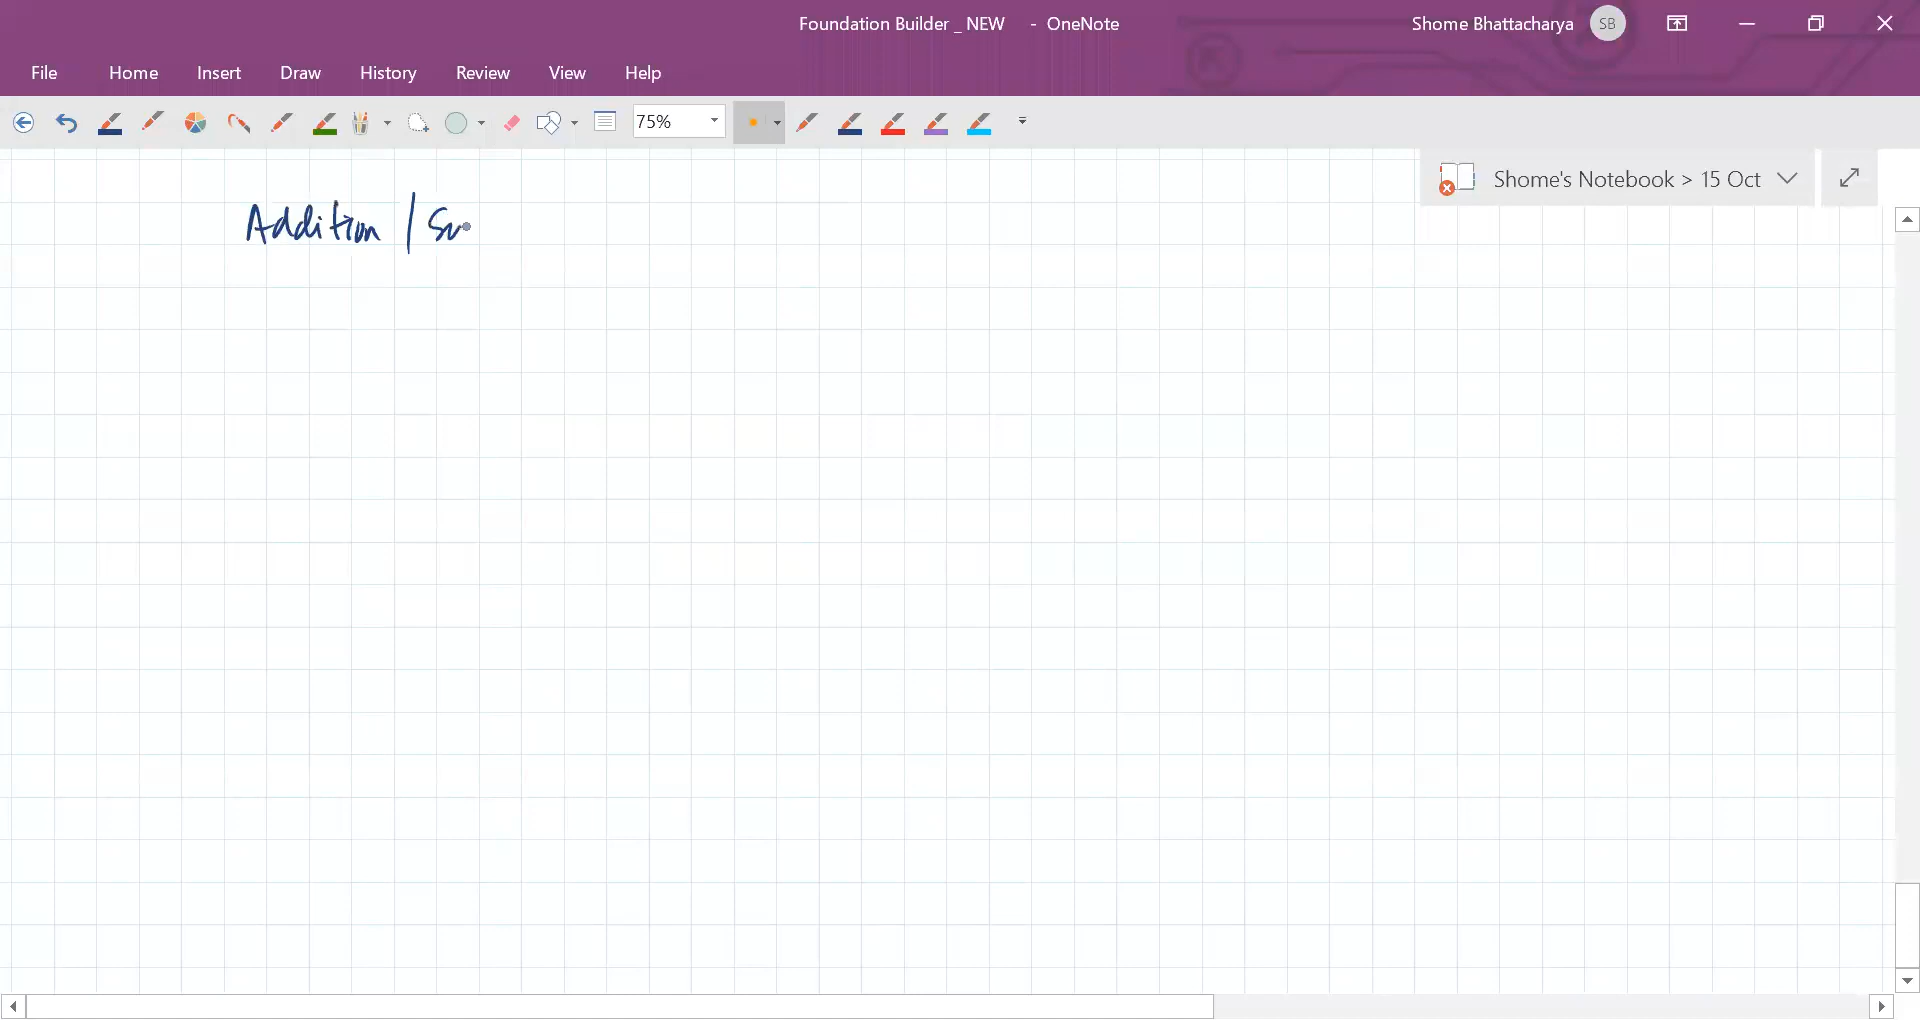 Foundation Builder _ NEW - OneNote
Shome Bhattacharya SB
File Home Insert Draw History Review View Help
75%
Shome's Notebook > 15 Oct
Addition / Su